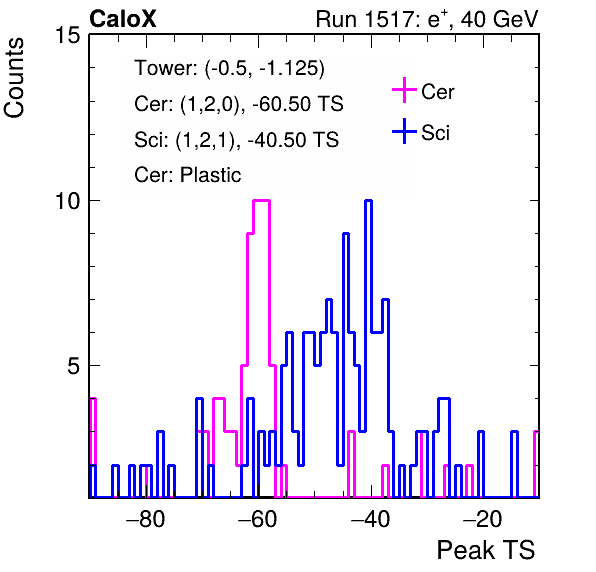 CaloX Run 1517: e+, 40 GeV
Counts
15
Tower: (-0.5, -1.125)
Cer: (1,2,0), -60.50 TS
Sci: (1,2,1), -40.50 TS
Cer: Plastic
Cer
Sci
10
5
−80 −60 −40 −20
Peak TS